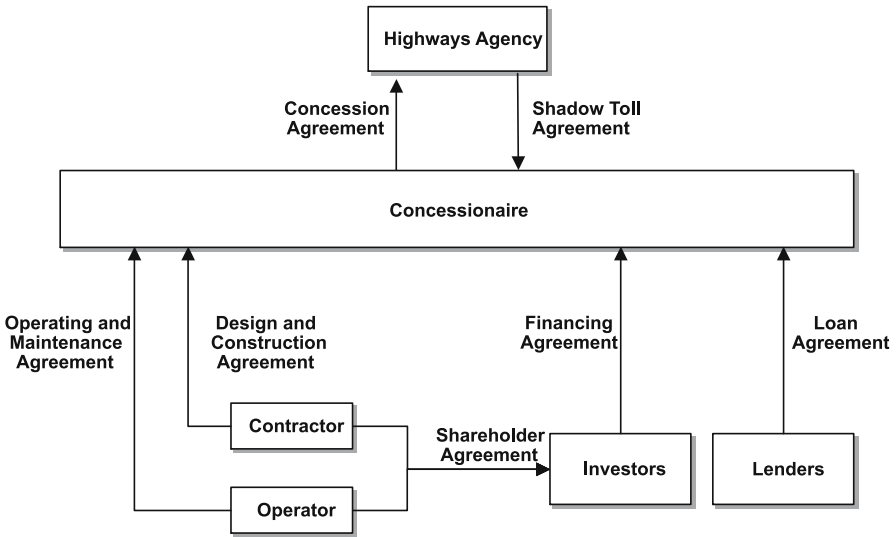 Highways Agency
Concession
Agreement
Shadow Toll
Agreement
Concessionaire
Operating and
Maintenance
Agreement
Design and
Construction
Agreement
Financing
Agreement
Loan
Agreement
Contractor
Shareholder
Agreement
Investors
Lenders
Operator